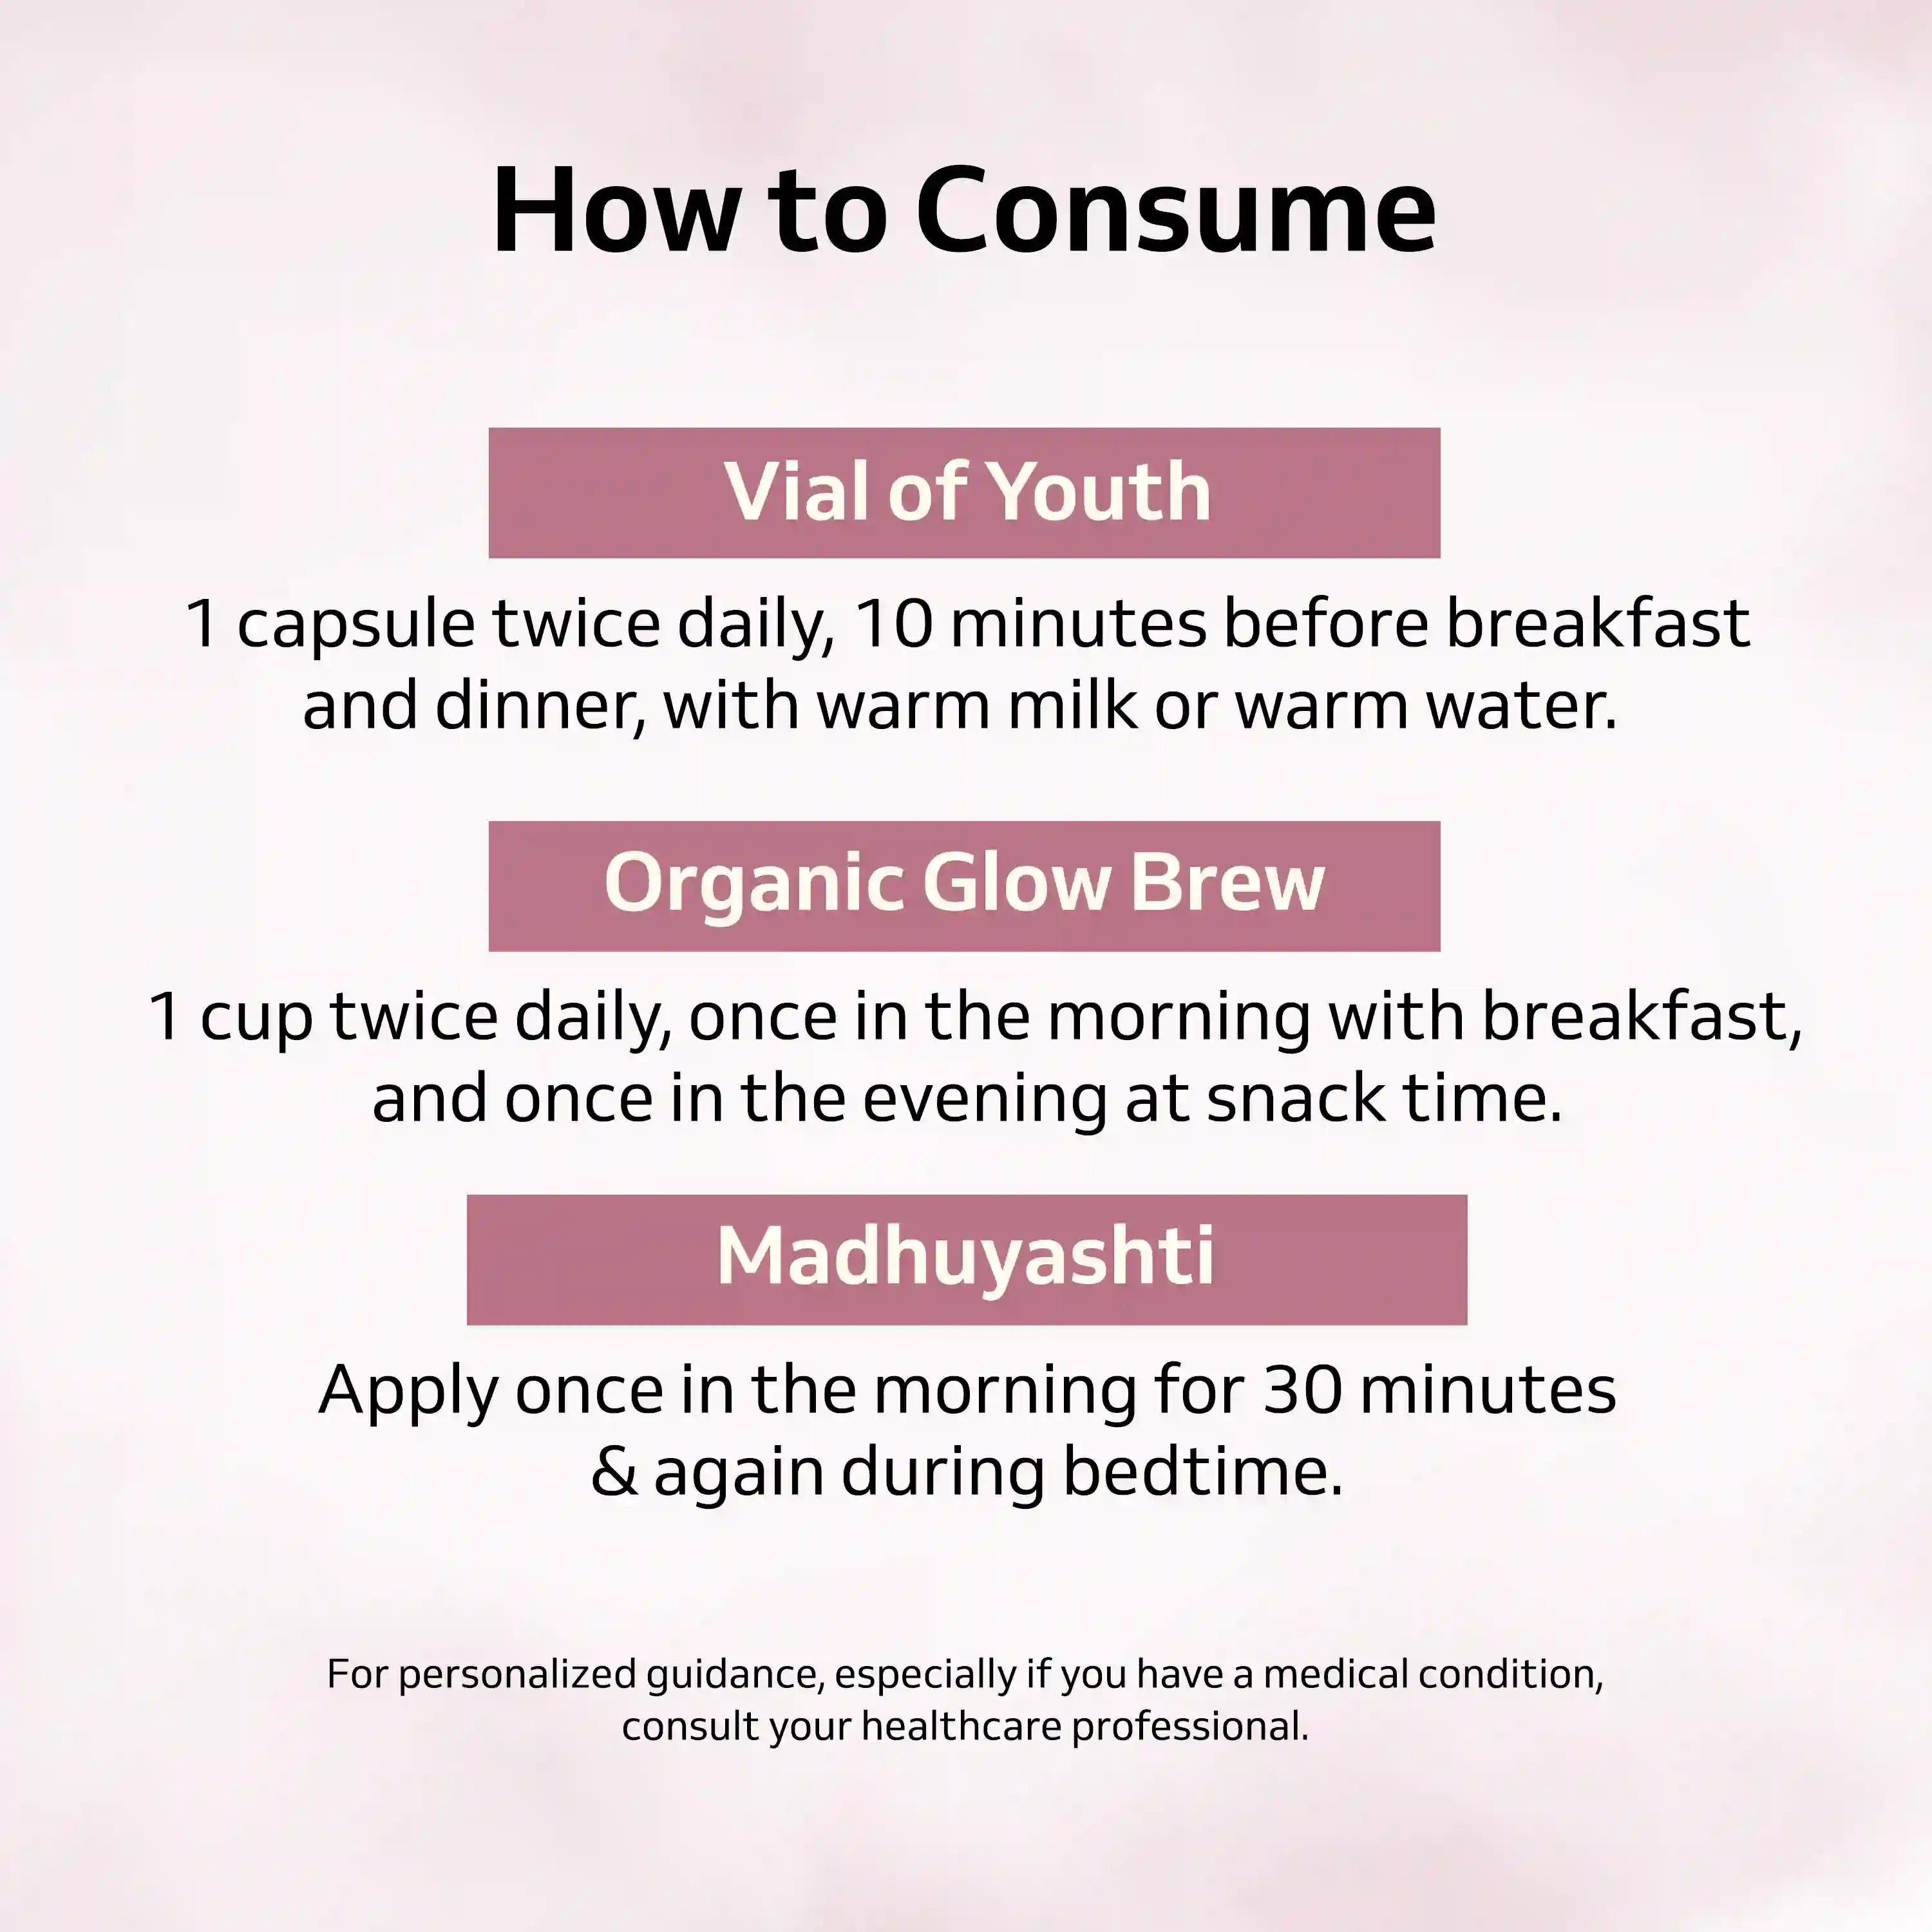 How to Consume
Vial of Youth
1 capsule twice daily, 10 minutes before breakfast
and dinner, with warm milk or warm water.
Organic Glow Brew
1 cup twice daily, once in the morning with breakfast,
and once in the evening at snack time.
Madhuyashti
Apply once in the morning for 30 minutes
& again during bedtime.
For personalized guidance, especially if you have a medical condition,
consult your healthcare professional.